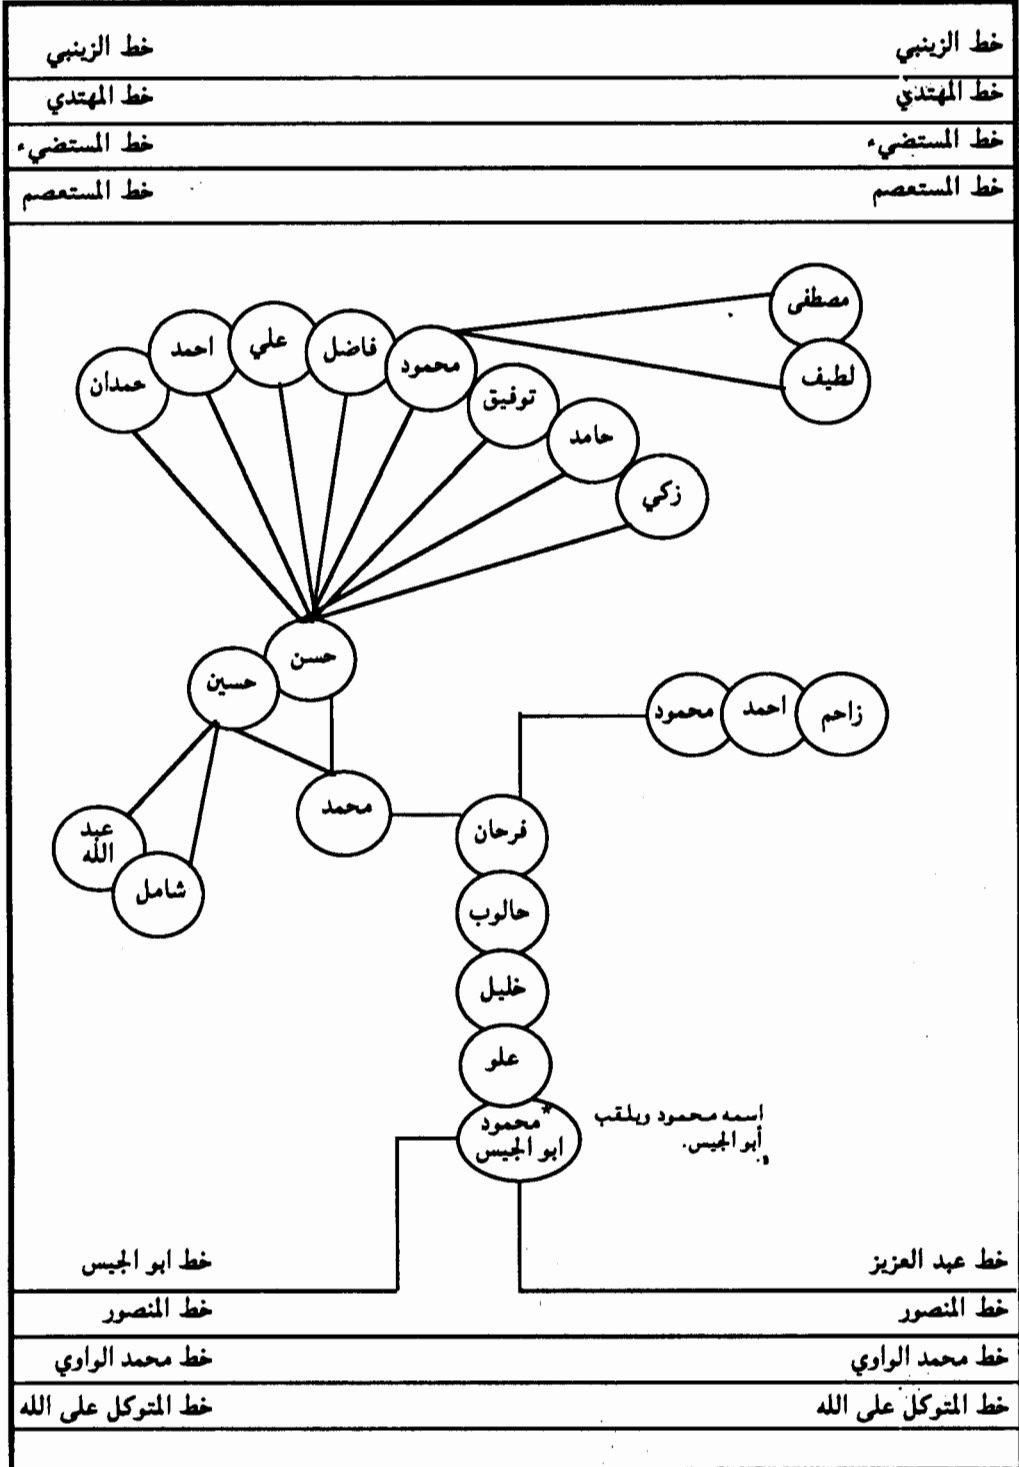 خط الزينبي خط الزينبي
خط المهتدي خط المهتدي
خط المستضيء خط المستضيء
خط المستعصم خط المستعصم
مصطفى
لطيف
زكي
حامد
توفيق
محمود
فاضل
علي
احمد
حمدان
حسن
حسين
زاحم
احمد
محمود
محمد
فرحان
عبد
الله
شامل
حالوب
خليل
علو
*محمود
ابو الجيس
اسمه محمود ويلقب
أبو الجيس.
خط عبد العزيز خط ابو الجيس
خط المنصور خط المنصور
خط محمد الواوي خط محمد الواوي
خط المتوكل على الله خط المتوكل على الله